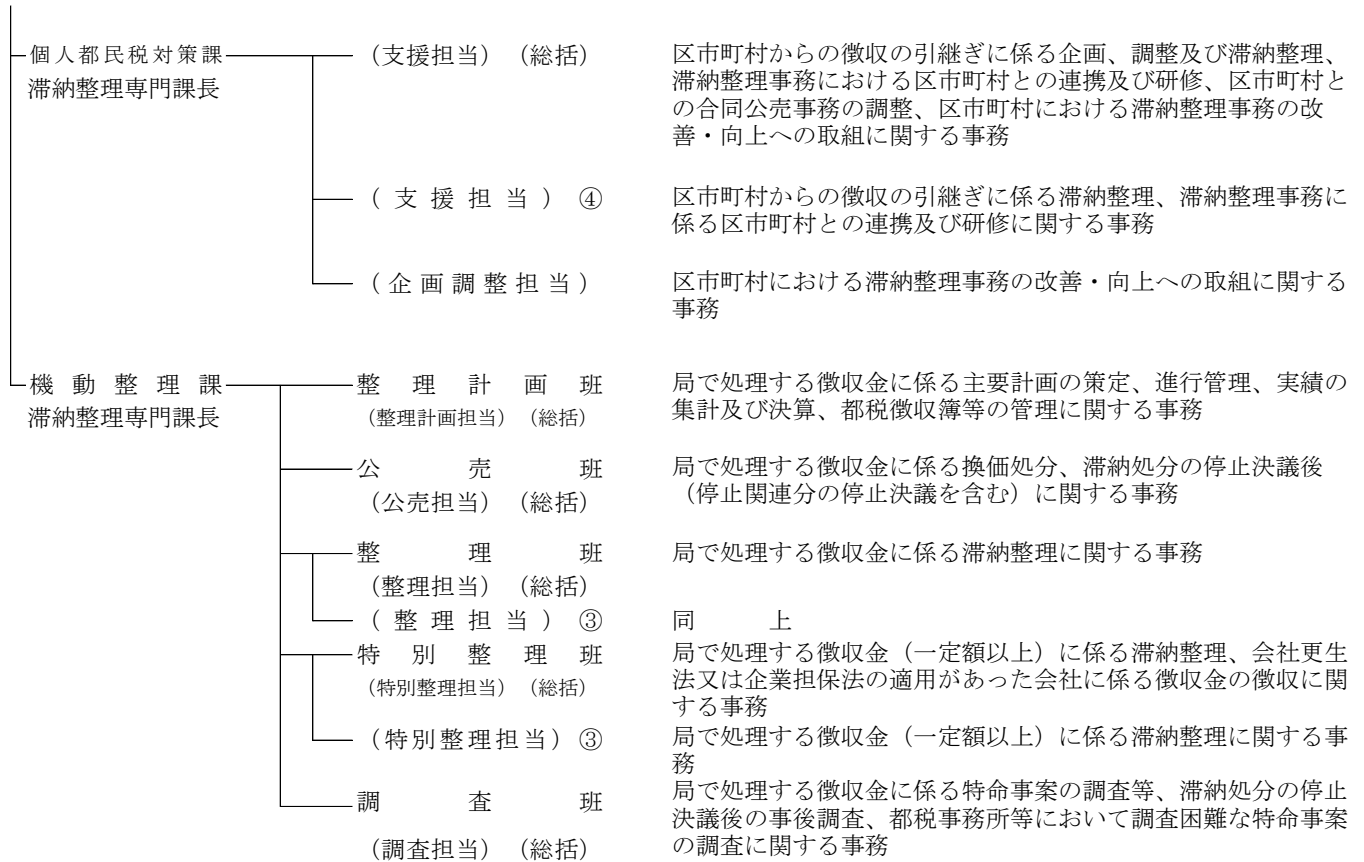 個人都民税対策課 （支援担当）（総括） 区市町村からの徴収の引継ぎに係る企画、調整及び滞納整理、
滞納整理専門課長 滞納整理事務における区市町村との連携及び研修、区市町村と
の合同公売事務の調整、区市町村における滞納整理事務の改
善・向上への取組に関する事務
（支援担当）④ 区市町村からの徴収の引継ぎに係る滞納整理、滞納整理事務に
係る区市町村との連携及び研修に関する事務
（企画調整担当） 区市町村における滞納整理事務の改善・向上への取組に関する
事務
機動整理課 整理計画班 局で処理する徴収金に係る主要計画の策定、進行管理、実績の
滞納整理専門課長 （整理計画担当）（総括） 集計及び決算、都税徴収簿等の管理に関する事務
公売班 局で処理する徴収金に係る換価処分、滞納処分の停止決議後
（公売担当）（総括） （停止関連分の停止決議を含む）に関する事務
整理班 局で処理する徴収金に係る滞納整理に関する事務
（整理担当）（総括）
（整理担当）③ 同上
特別整理班 局で処理する徴収金（一定額以上）に係る滞納整理、会社更生
（特別整理担当）（総括） 法又は企業担保法の適用があった会社に係る徴収金の徴収に関
する事務
（特別整理担当）③ 局で処理する徴収金（一定額以上）に係る滞納整理に関する事
務
調査班 局で処理する徴収金に係る特命事案の調査等、滞納処分の停止
決議後の事後調査、都税事務所等において調査困難な特命事案
（調査担当）（総括） の調査に関する事務